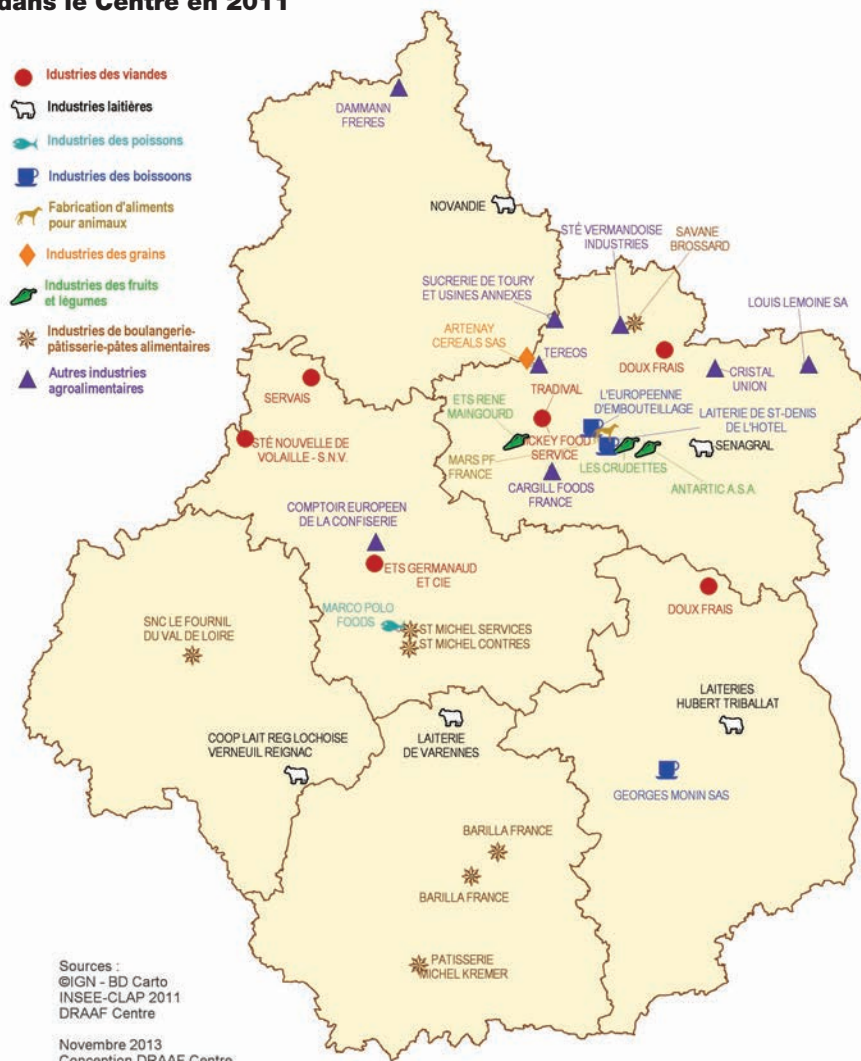 dans le Centre en 2011
Idustries des viandes
Industries laitières
Industries des poissons
Industries des boissoons
Fabrication d'aliments
pour animaux
Industries des grains
Industries des fruits
et légumes
Industries de boulangerie-
pâtisserie-pâtes alimentaires
Autres industries
agroalimentaires
DAMMANN
FRERES
NOVANDIE
STÉ VERMANDOISE
INDUSTRIES
SAVANE
BROSSARD
SUCRERIE DE TOURY
ET USINES ANNEXES
LOUIS LEMOINE SA
ARTENAY
CEREALS SAS
TEREOS
DOUX FRAIS
CRISTAL
UNION
SERVAIS
TRADIVAL
L'EUROPEENNE
D'EMBOUTEILLAGE
ETS RENE
MAINGOURD
LAITERIE DE ST-DENIS
DE L'HOTEL
STÉ NOUVELLE DE
VOLAILLE - S.N.V.
ICKEY FOOD
SERVICE
SENAGRAL
MARS PF
FRANCE
LES CRUDETTES
CARGILL FOODS
FRANCE
ANTARTIC A.S.A.
COMPTOIR EUROPEEN
DE LA CONFISERIE
ETS GERMANAUD
ET CIE
DOUX FRAIS
MARCO POLO
FOODS
SNC LE FOURNIL
DU VAL DE LOIRE
ST MICHEL SERVICES
ST MICHEL CONTRES
LAITERIES
HUBERT TRIBALLAT
COOP LAIT REG LOCHOISE
VERNEUIL REIGNAC
LAITERIE
DE VARENNES
GEORGES MONIN SAS
BARILLA FRANCE
BARILLA FRANCE
PATISSERIE
MICHEL KREMER
Sources :
©IGN - BD Carto
INSEE-CLAP 2011
DRAAF Centre
Novembre 2013
Conception DRAAF Centre